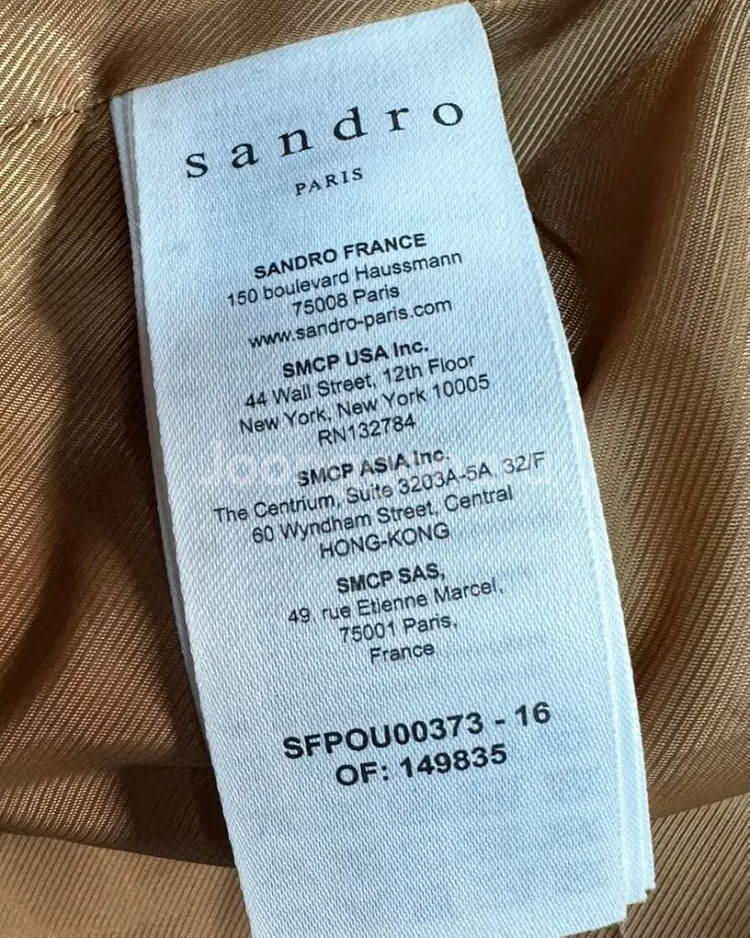 sandro
PARIS
SANDRO FRANCE
150 boulevard Haussmann
75008 Paris
www.sandro-paris.com
SMCP USA Inc.
44 Wall Street, 12th Floor
New York, New York 10005
RN132784
SMCP ASIA Inc.
The Centrium, Suite 3203A-5A, 32/F
60 Wyndham Street, Central
HONG-KONG
SMCP SAS,
49, rue Etienne Marcel,
75001 Paris,
France
SFPOU00373 - 16
OF: 149835